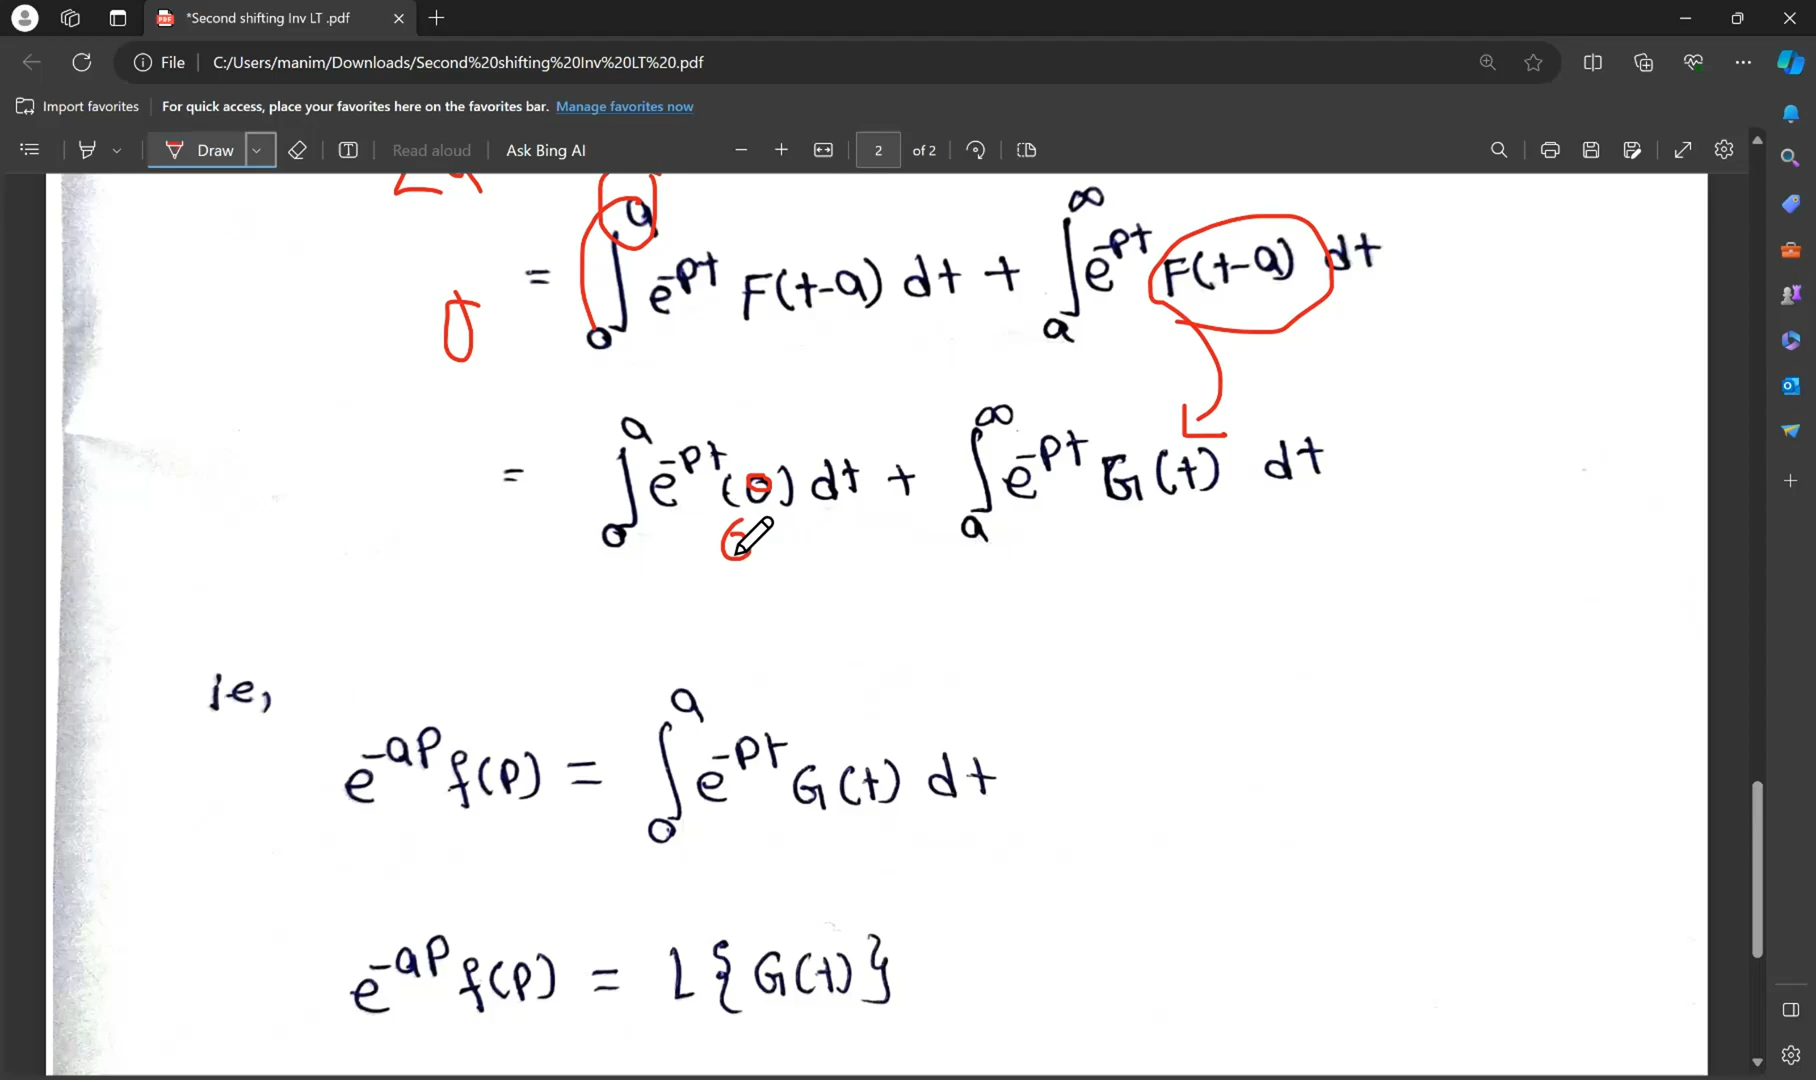 *Second shifting Inv LT .pdf
File C:/Users/manim/Downloads/Second%20shifting%20Inv%20LT%20.pdf
Import favorites For quick access, place your favorites here on the favorites bar. Manage favorites now
Draw Read aloud Ask Bing AI 2 of 2
= ∫₀ᵃ e^{-pt} F(t-a) dt + ∫ₐ^∞ e^{-pt} F(t-a) dt
0
= ∫₀ᵃ e^{-pt} (0) dt + ∫ₐ^∞ e^{-pt} G(t) dt
ie,
e^{-ap} f(p) = ∫₀ᵃ e^{-pt} G(t) dt
e^{-ap} f(p) = L{G(t)}